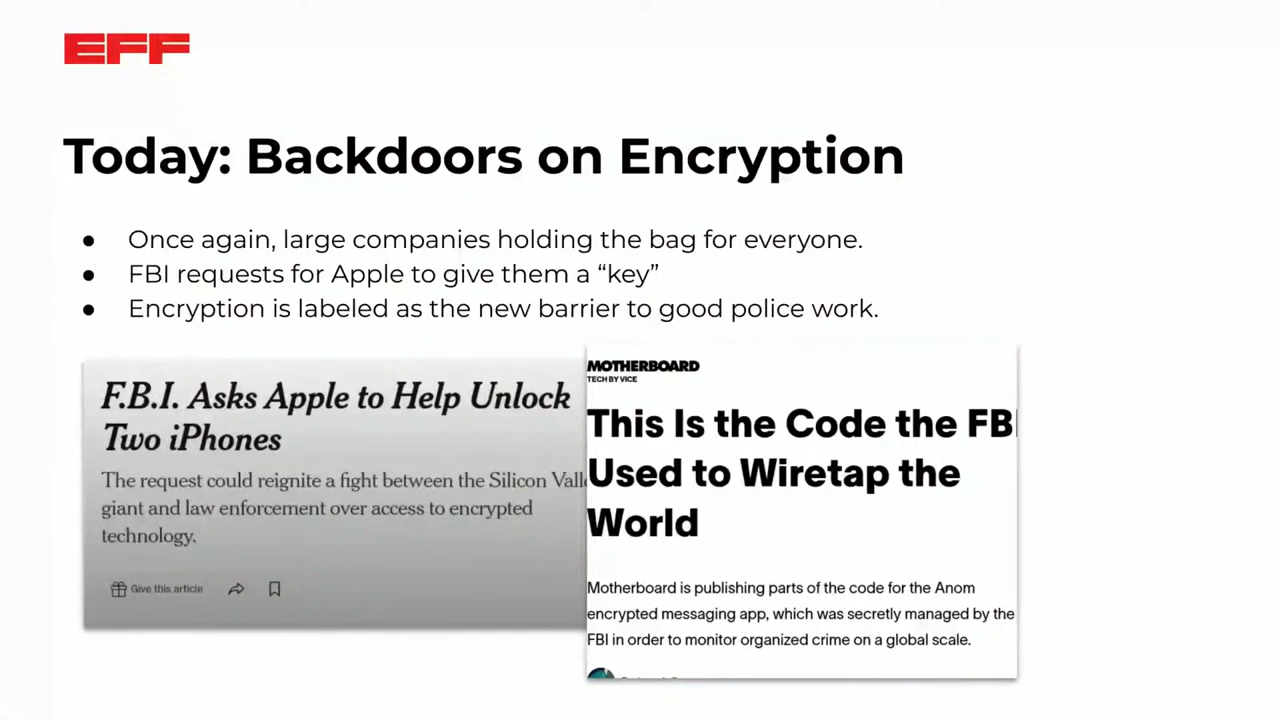 EFF
Today: Backdoors on Encryption
● Once again, large companies holding the bag for everyone.
● FBI requests for Apple to give them a “key”
● Encryption is labeled as the new barrier to good police work.
F.B.I. Asks Apple to Help Unlock
Two iPhones
The request could reignite a fight between the Silicon Vall
giant and law enforcement over access to encrypted
technology.
Give this article
MOTHERBOARD
TECH BY VICE
This Is the Code the FB
Used to Wiretap the
World
Motherboard is publishing parts of the code for the Anom
encrypted messaging app, which was secretly managed by the
FBI in order to monitor organized crime on a global scale.